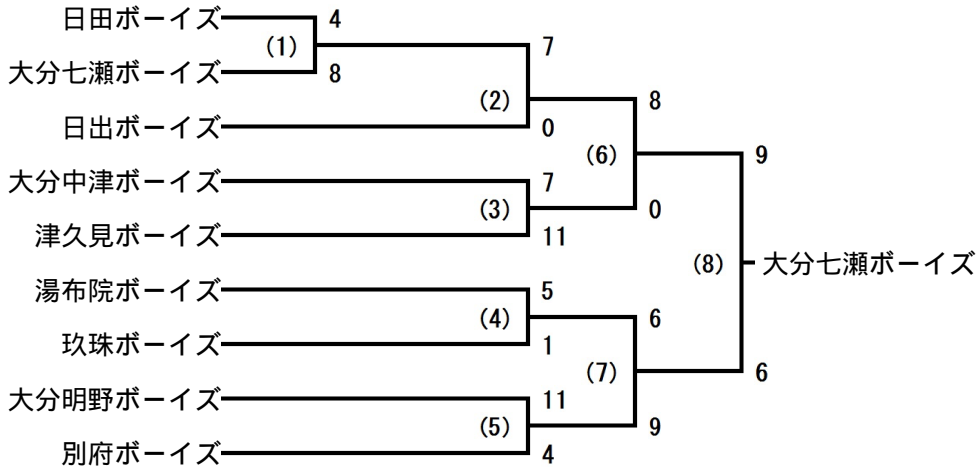 日田ボーイズ 4
(1)
7
大分七瀬ボーイズ 8
(2)
8
日出ボーイズ 0
(6)
9
大分中津ボーイズ 7
(3)
0
津久見ボーイズ 11
(8) 大分七瀬ボーイズ
湯布院ボーイズ 5
(4)
6
玖珠ボーイズ 1
(7)
6
大分明野ボーイズ 11
(5)
9
別府ボーイズ 4